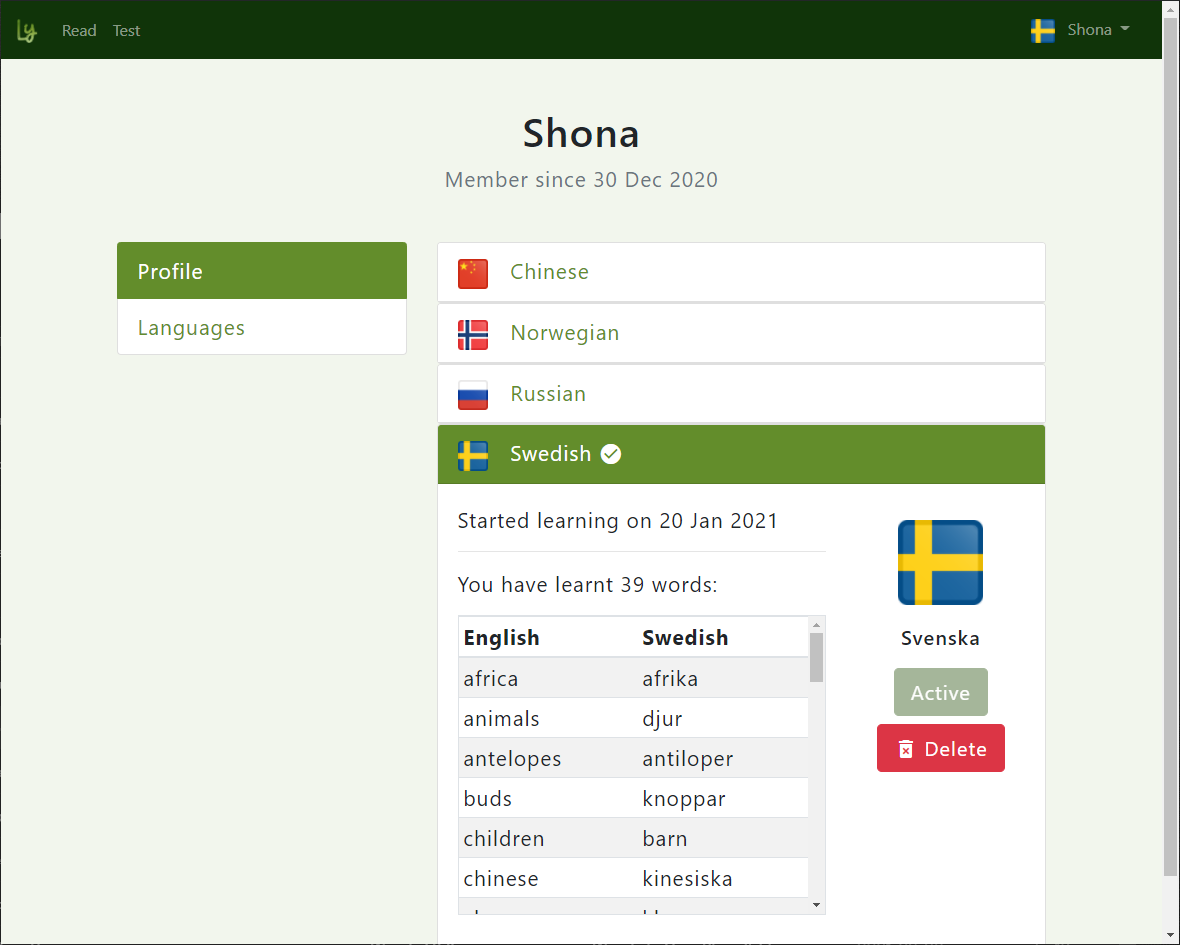 Ly Read Test Shona
Shona
Member since 30 Dec 2020
Profile
Languages
Chinese
Norwegian
Russian
Swedish
Started learning on 20 Jan 2021
You have learnt 39 words:
English Swedish
africa afrika
animals djur
antelopes antiloper
buds knoppar
children barn
chinese kinesiska
Svenska
Active
Delete